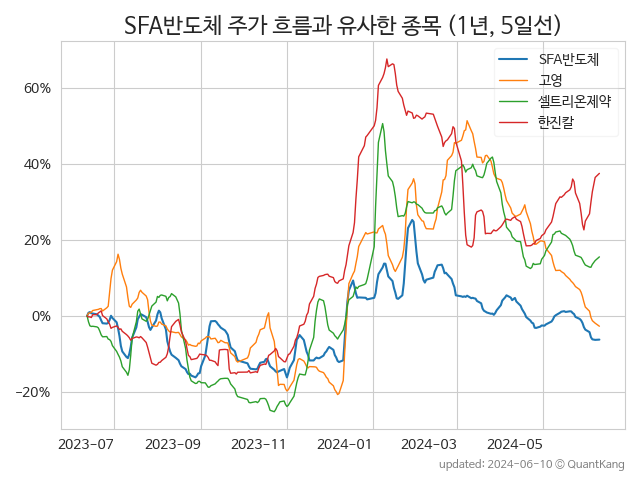 SFA반도체 주가 흐름과 유사한 종목 (1년, 5일선)
SFA반도체
고영
셀트리온제약
한진칼
60%
40%
20%
0%
−20%
2023-07
2023-09
2023-11
2024-01
2024-03
2024-05
updated: 2024-06-10 © QuantKang